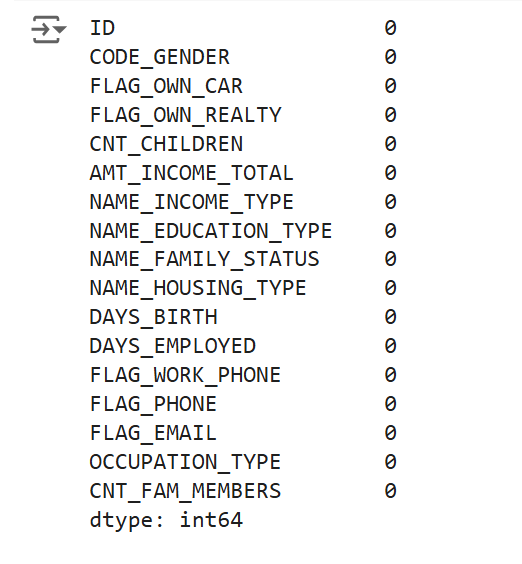 ID 0
CODE_GENDER 0
FLAG_OWN_CAR 0
FLAG_OWN_REALTY 0
CNT_CHILDREN 0
AMT_INCOME_TOTAL 0
NAME_INCOME_TYPE 0
NAME_EDUCATION_TYPE 0
NAME_FAMILY_STATUS 0
NAME_HOUSING_TYPE 0
DAYS_BIRTH 0
DAYS_EMPLOYED 0
FLAG_WORK_PHONE 0
FLAG_PHONE 0
FLAG_EMAIL 0
OCCUPATION_TYPE 0
CNT_FAM_MEMBERS 0
dtype: int64